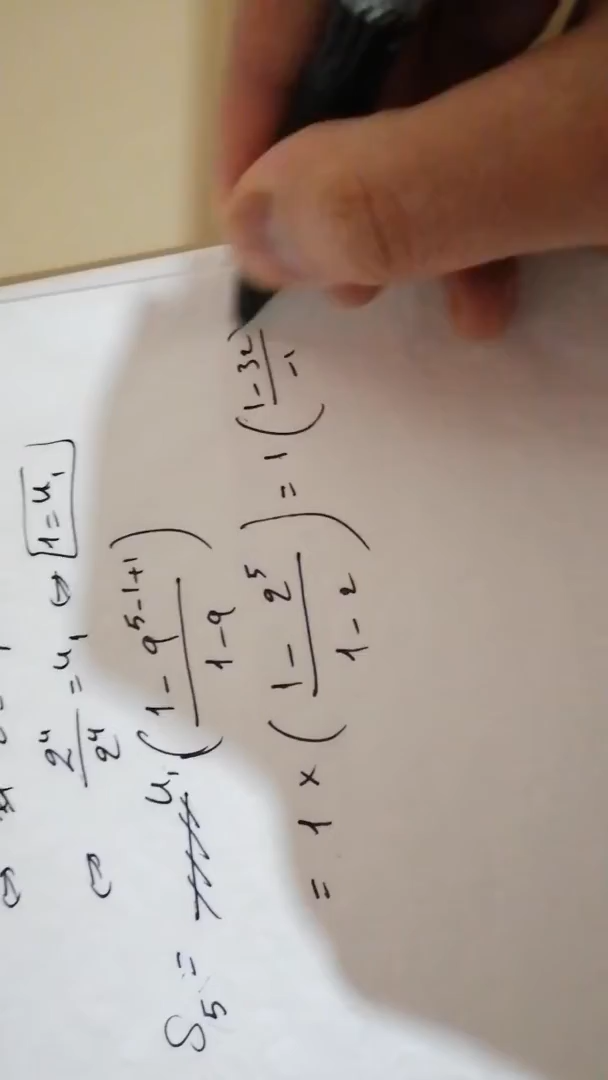 ⇔ 2⁴/2⁴ = u₁ ⇔ 1 = u₁
S₅ = u₁ ( (1 - q⁵⁻¹⁺¹) / (1 - q) )
= 1 × ( (1 - 2⁵) / (1 - 2) ) = 1 ( (1 - 32) / -1